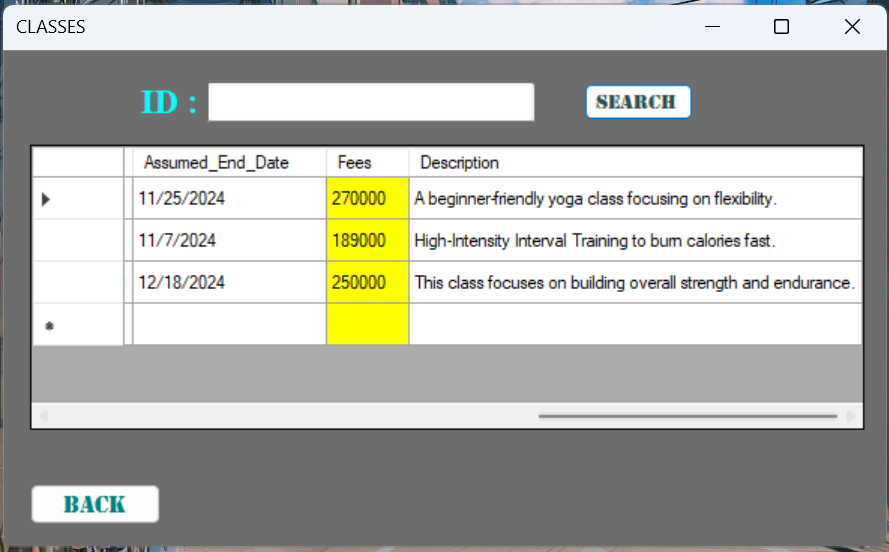 CLASSES
ID : SEARCH
Assumed_End_Date Fees Description
11/25/2024 270000 A beginner-friendly yoga class focusing on flexibility.
11/7/2024 189000 High-Intensity Interval Training to burn calories fast.
12/18/2024 250000 This class focuses on building overall strength and endurance.
BACK